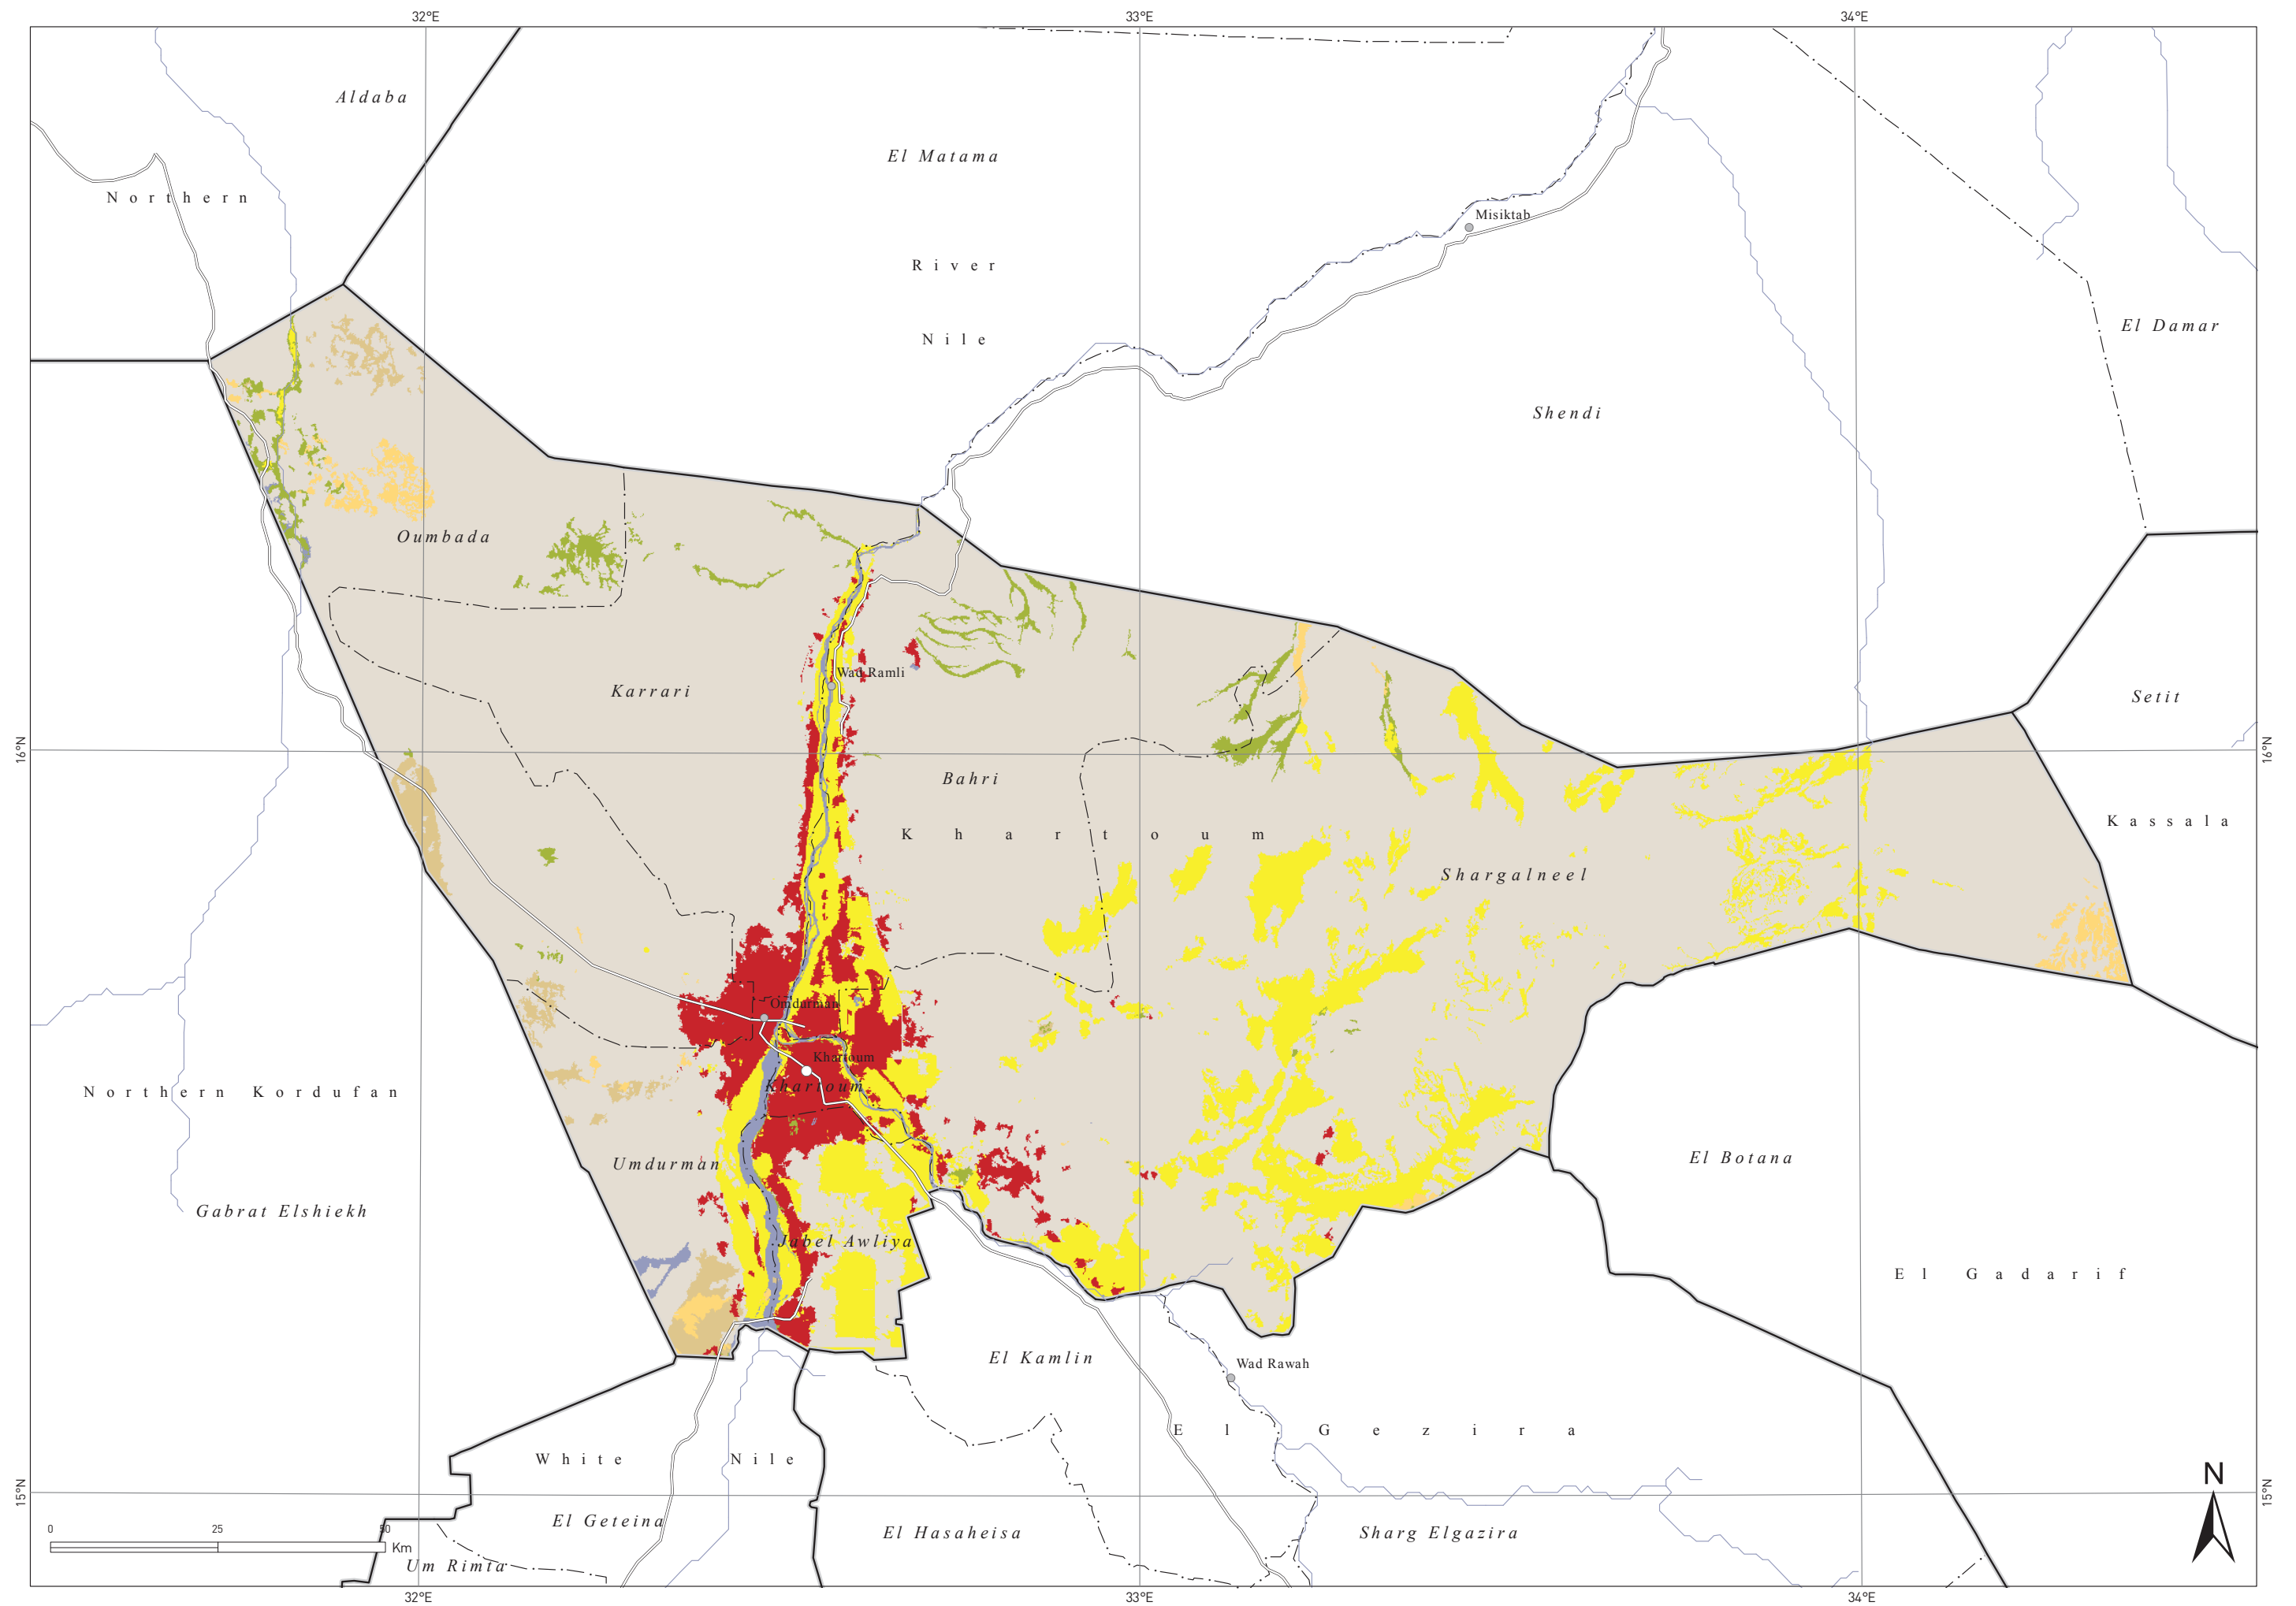 32°E
33°E
34°E
Aldaba
El Matama
Northern
Misiktab
River
Nile
El Damar
Shendi
Oumbada
Wad Ramli
Karrari
Setit
16°N
16°N
Bahri
Khartoum
Kassala
Shargalneel
Omdurman
Khartoum
Khartoum
Northern Kordufan
Umdurman
El Botana
Gabrat Elshiekh
Jabel Awliya
El Gadarif
El Kamlin
Wad Rawah
El Gezira
White Nile
N
15°N
15°N
El Geteina
El Hasaheisa
Sharg Elgazira
0 25 50
Km
Um Rimta
32°E
33°E
34°E